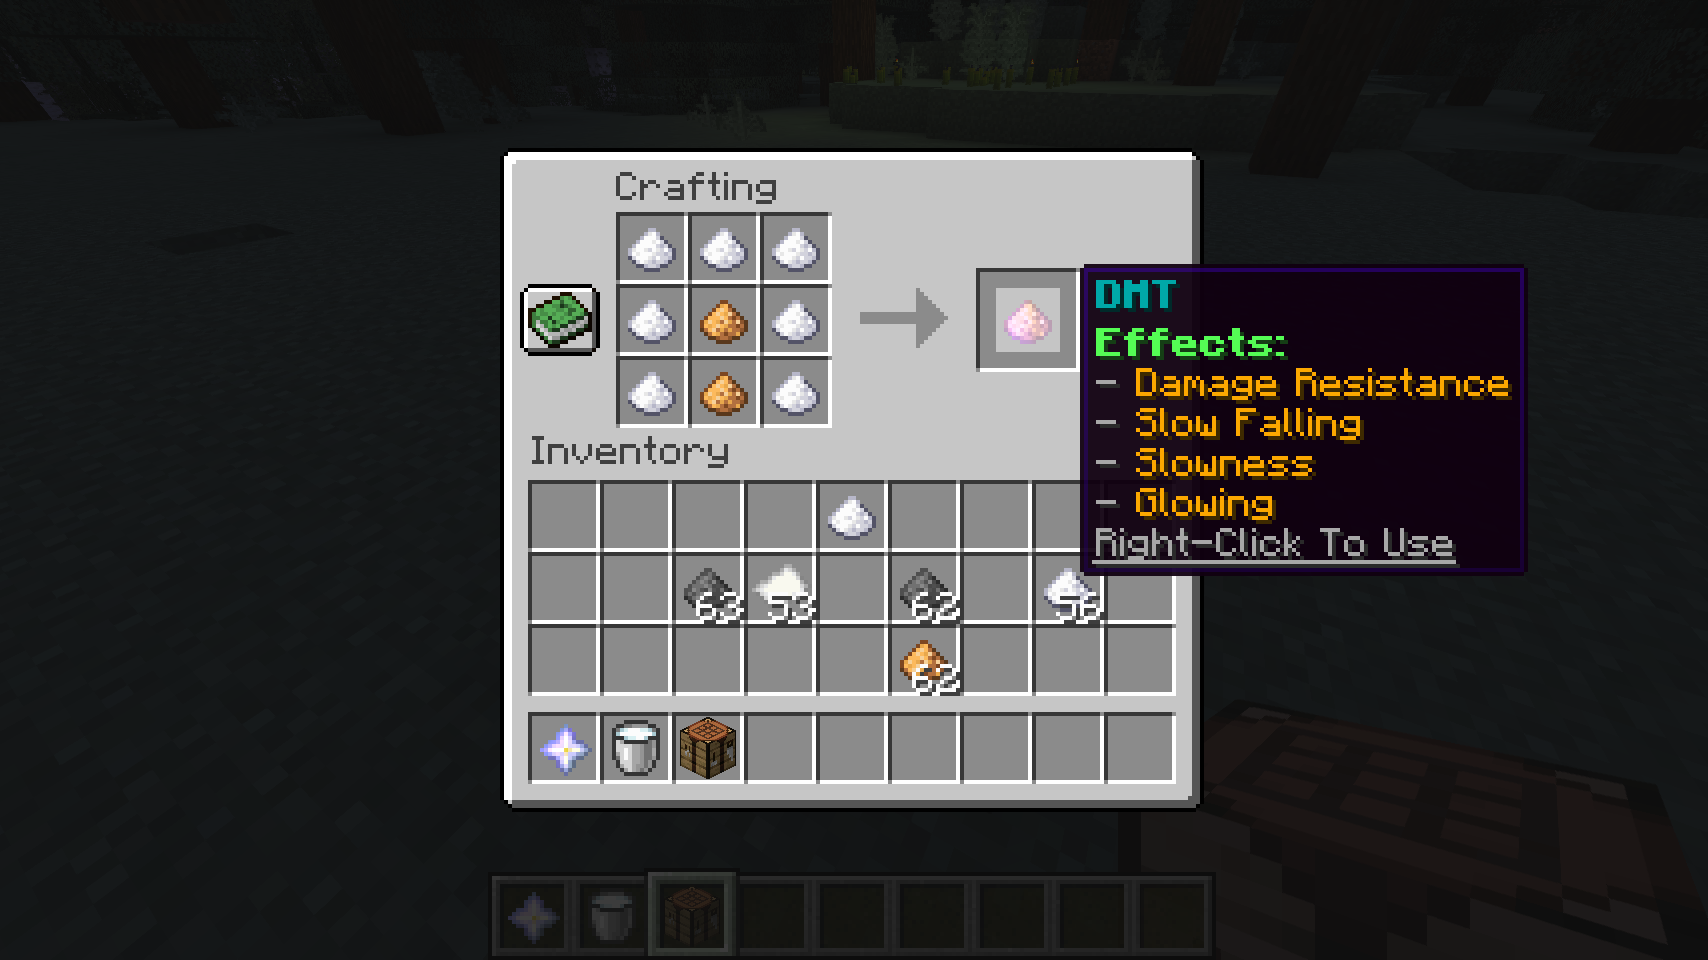 Crafting
DMT
Effects:
- Damage Resistance
- Slow Falling
- Slowness
- Glowing
Right-Click To Use
Inventory
63
53
62
56
62